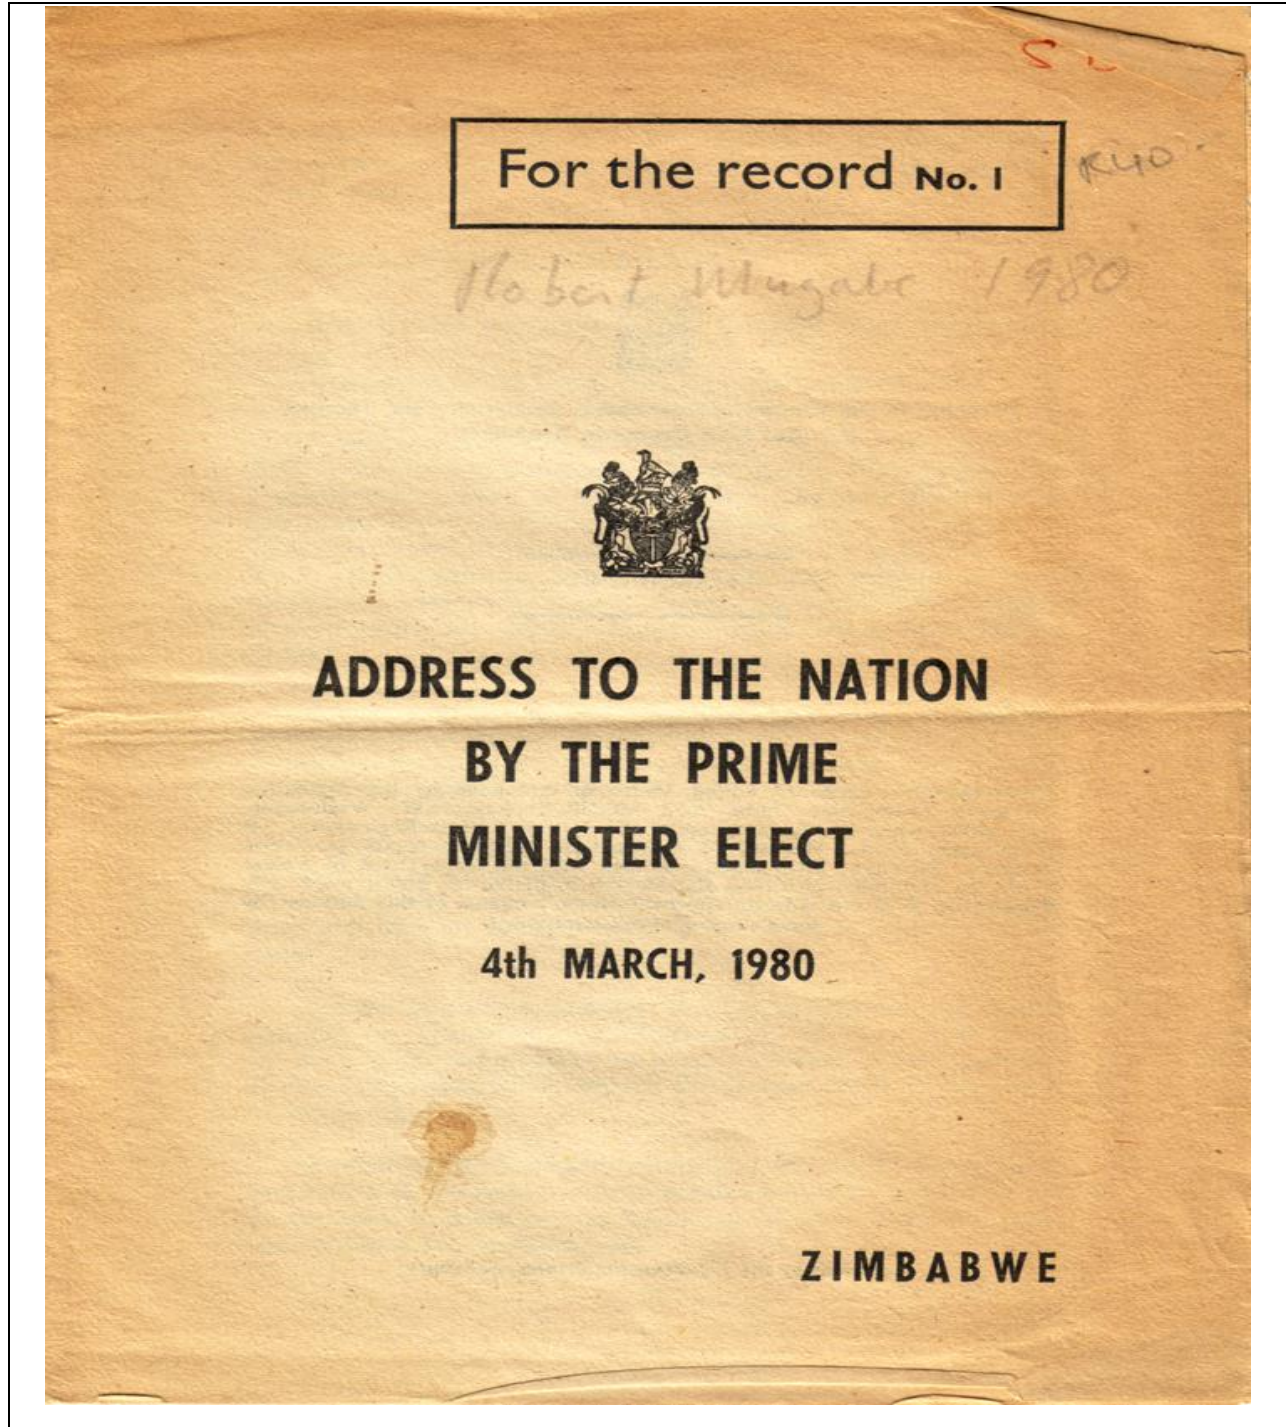 For the record No. 1
R40
Robert Mugabe 1980
ADDRESS TO THE NATION
BY THE PRIME
MINISTER ELECT
4th MARCH, 1980
ZIMBABWE